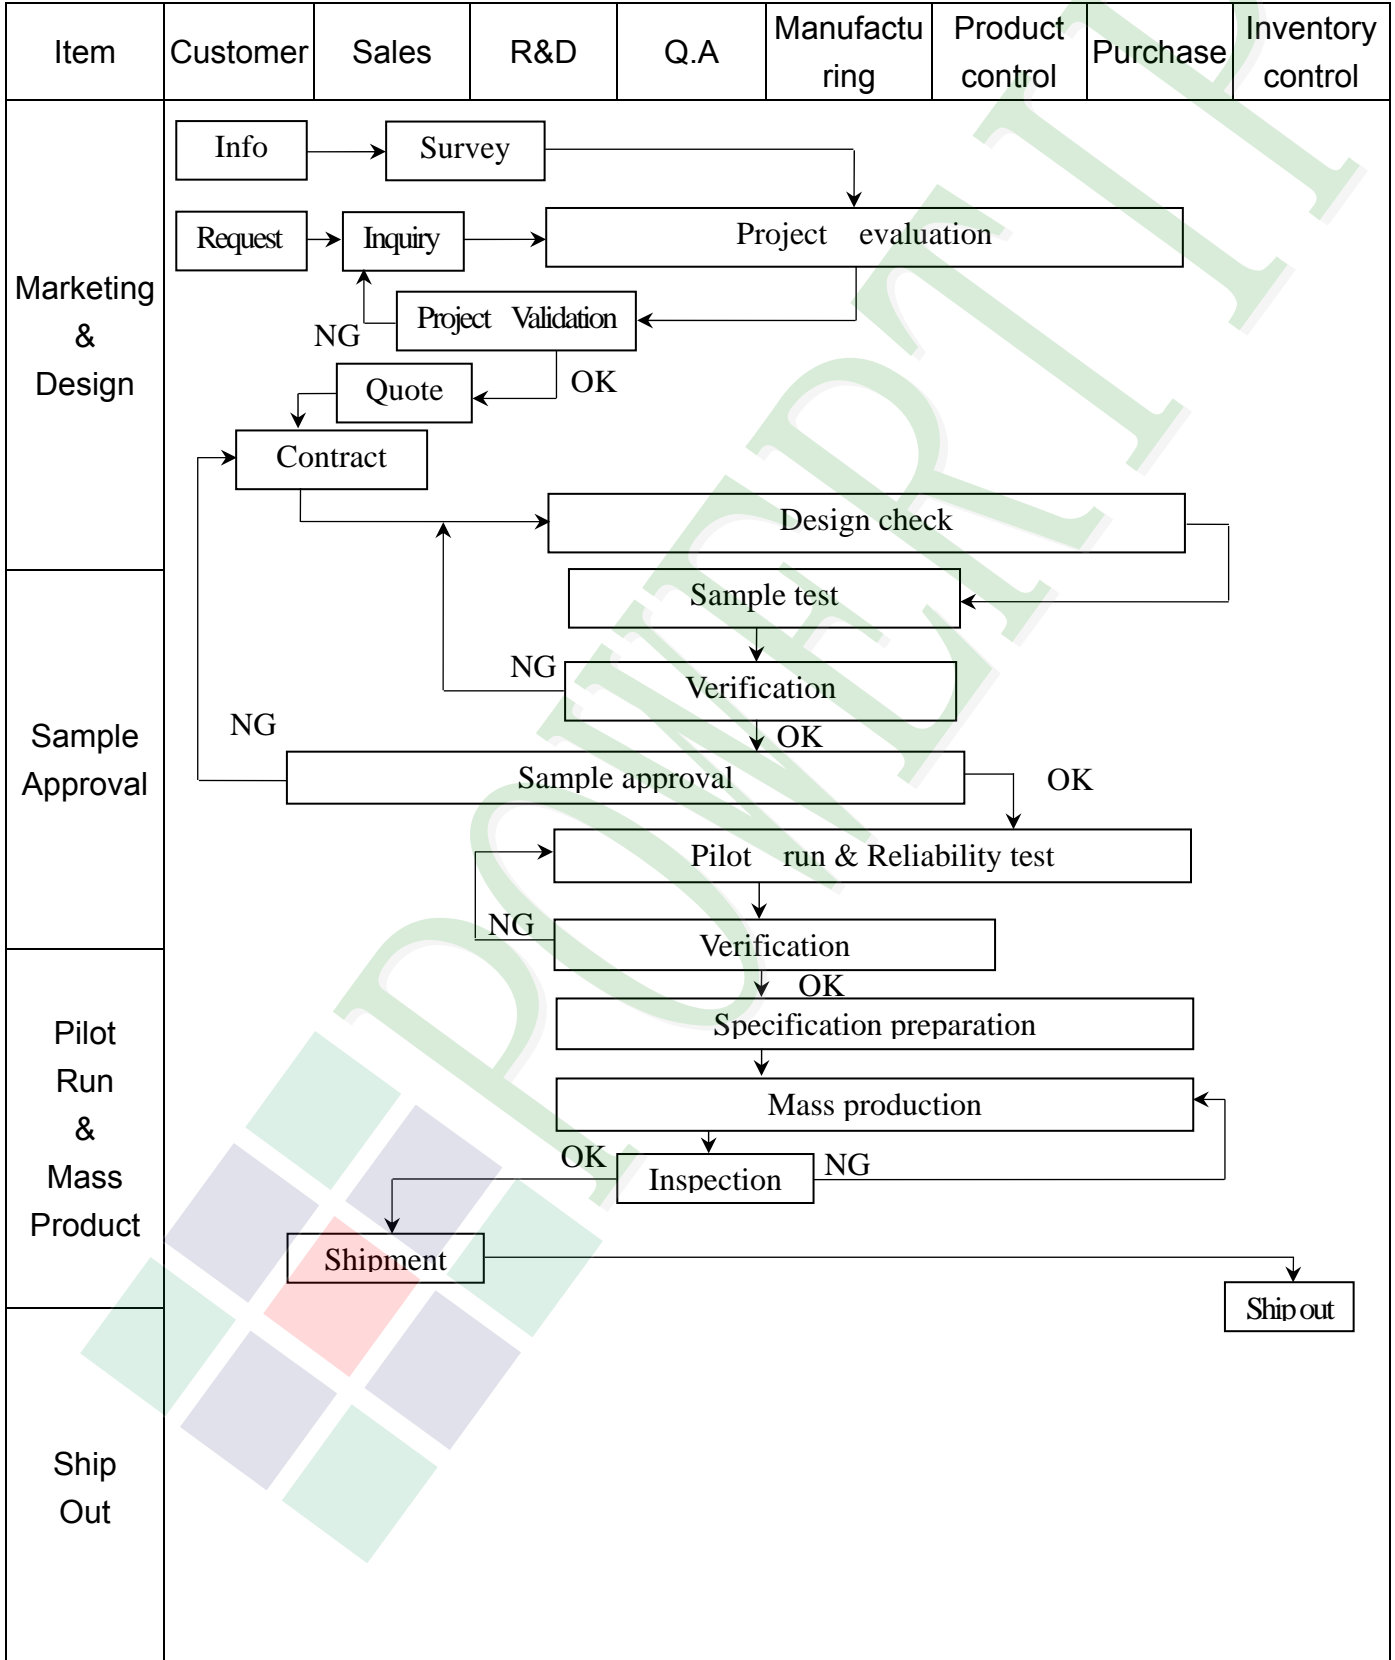 Item
Customer
Sales
R&D
Q.A
Manufactu
ring
Product
control
Purchase
Inventory
control
Marketing
&
Design
Info
Survey
Request
Inquiry
Project evaluation
Project Validation
NG
OK
Quote
Contract
Design check
Sample
Approval
Sample test
NG
Verification
OK
NG
Sample approval
OK
Pilot run & Reliability test
NG
Verification
OK
Pilot
Run
&
Mass
Product
Specification preparation
Mass production
OK
Inspection
NG
Shipment
Ship out
Ship
Out
POWERTIP